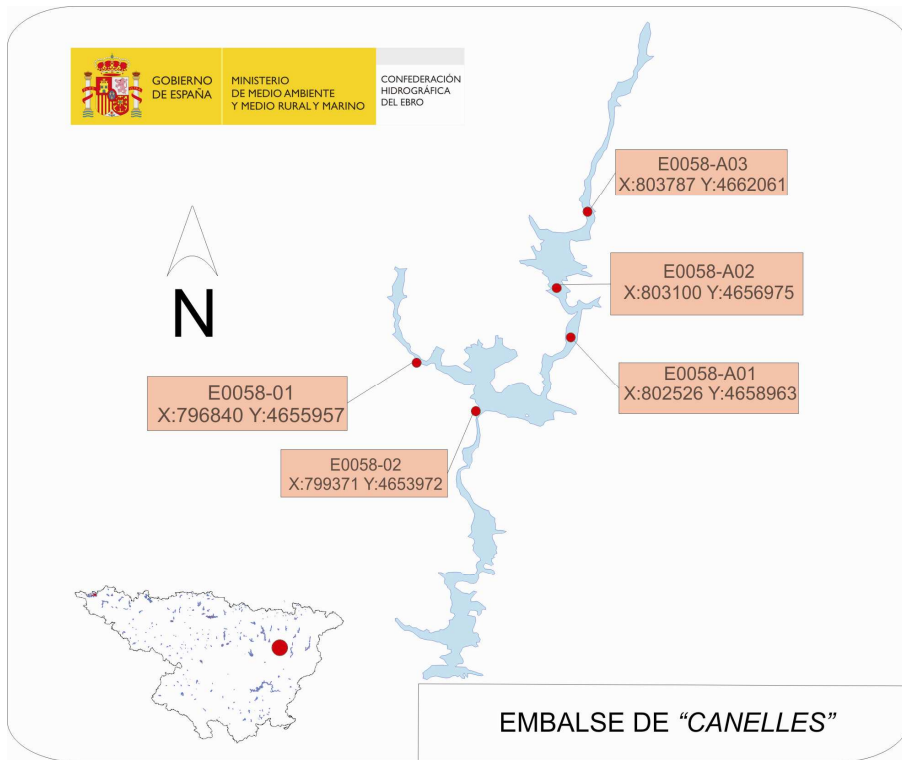 GOBIERNO
DE ESPAÑA
MINISTERIO
DE MEDIO AMBIENTE
Y MEDIO RURAL Y MARINO
CONFEDERACIÓN
HIDROGRÁFICA
DEL EBRO
E0058-A03
X:803787 Y:4662061
E0058-A02
X:803100 Y:4656975
N
E0058-A01
X:802526 Y:4658963
E0058-01
X:796840 Y:4655957
E0058-02
X:799371 Y:4653972
EMBALSE DE “CANELLES”